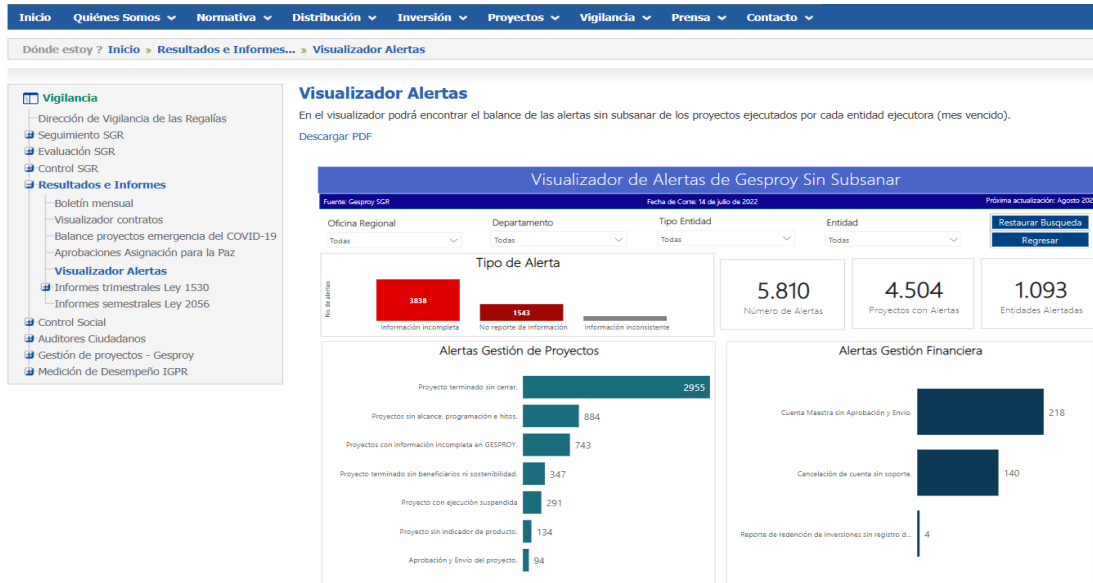 Inicio Quiénes Somos Normativa Distribución Inversión Proyectos Vigilancia Prensa Contacto
Dónde estoy ? Inicio » Resultados e Informes... » Visualizador Alertas
Vigilancia
Dirección de Vigilancia de las Regalías
Seguimiento SGR
Evaluación SGR
Control SGR
Resultados e Informes
Boletín mensual
Visualizador contratos
Balance proyectos emergencia del COVID-19
Aprobaciones Asignación para la Paz
Visualizador Alertas
Informes trimestrales Ley 1530
Informes semestrales Ley 2056
Control Social
Auditores Ciudadanos
Gestión de proyectos - Gesproy
Medición de Desempeño IGPR
Visualizador Alertas
En el visualizador podrá encontrar el balance de las alertas sin subsanar de los proyectos ejecutados por cada entidad ejecutora (mes vencido).
Descargar PDF
Visualizador de Alertas de Gesproy Sin Subsanar
Fuente: Gesproy SGR Fecha de Corte: 14 de julio de 2022 Próxima actualización: Agosto 202
Oficina Regional Departamento Tipo Entidad Entidad Restaurar Busqueda
Todas Todas Todas Todas Regresar
Tipo de Alerta
No. de alertas
3838
1543
Información incompleta No reporte de información Información inconsistente
5.810 4.504 1.093
Número de Alertas Proyectos con Alertas Entidades Alertadas
Alertas Gestión de Proyectos
Proyecto terminado sin cerrar. 2955
Proyectos sin alcance, programación e hitos. 884
Proyectos con información incompleta en GESPROY. 743
Proyecto terminado sin beneficiarios ni sostenibilidad. 347
Proyecto con ejecución suspendida 291
Proyecto sin indicador de producto. 134
Aprobación y Envío del proyecto. 94
Alertas Gestión Financiera
Cuenta Maestra sin Aprobación y Envío. 218
Cancelación de cuenta sin soporte. 140
Reporte de redención de inversiones sin registro d... 4